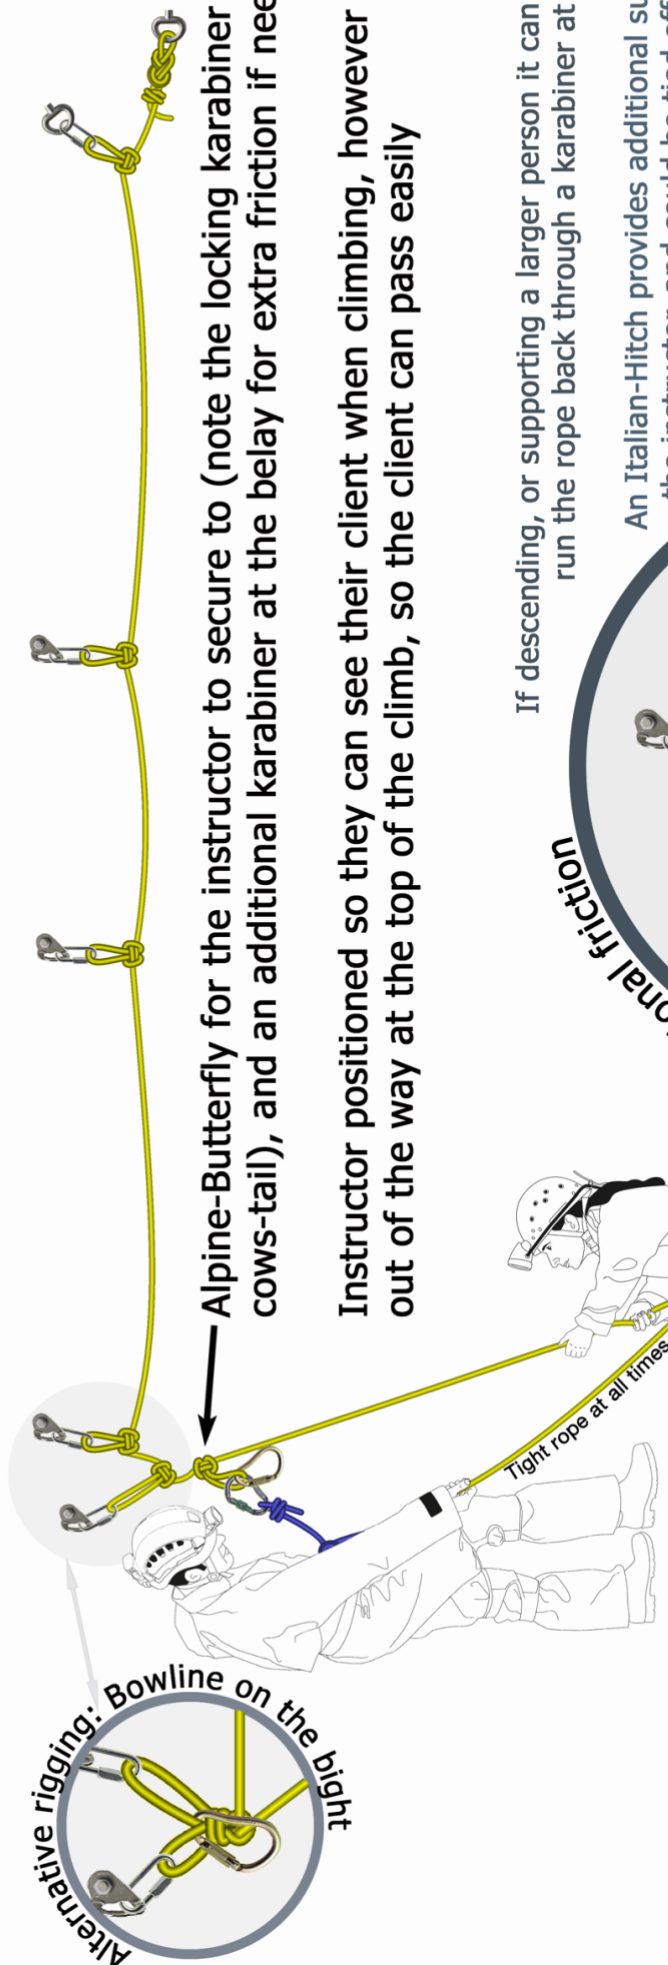 Alpine-Butterfly for the instructor to secure to (note the locking karabiner
cows-tail), and an additional karabiner at the belay for extra friction if
Instructor positioned so they can see their client when climbing, however
out of the way at the top of the climb, so the client can pass easily
If descending, or supporting a larger person it can
run the rope back through a karabiner at
An Italian-Hitch provides additional
Tight rope at all times
Alternative rigging: Bowline on the bight
friction